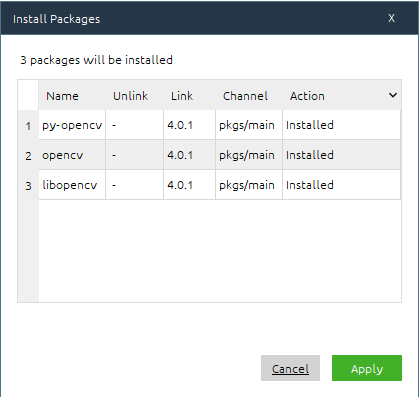 Install Packages X
3 packages will be installed
Name Unlink Link Channel Action
1 py-opencv - 4.0.1 pkgs/main Installed
2 opencv - 4.0.1 pkgs/main Installed
3 libopencv - 4.0.1 pkgs/main Installed
Cancel Apply